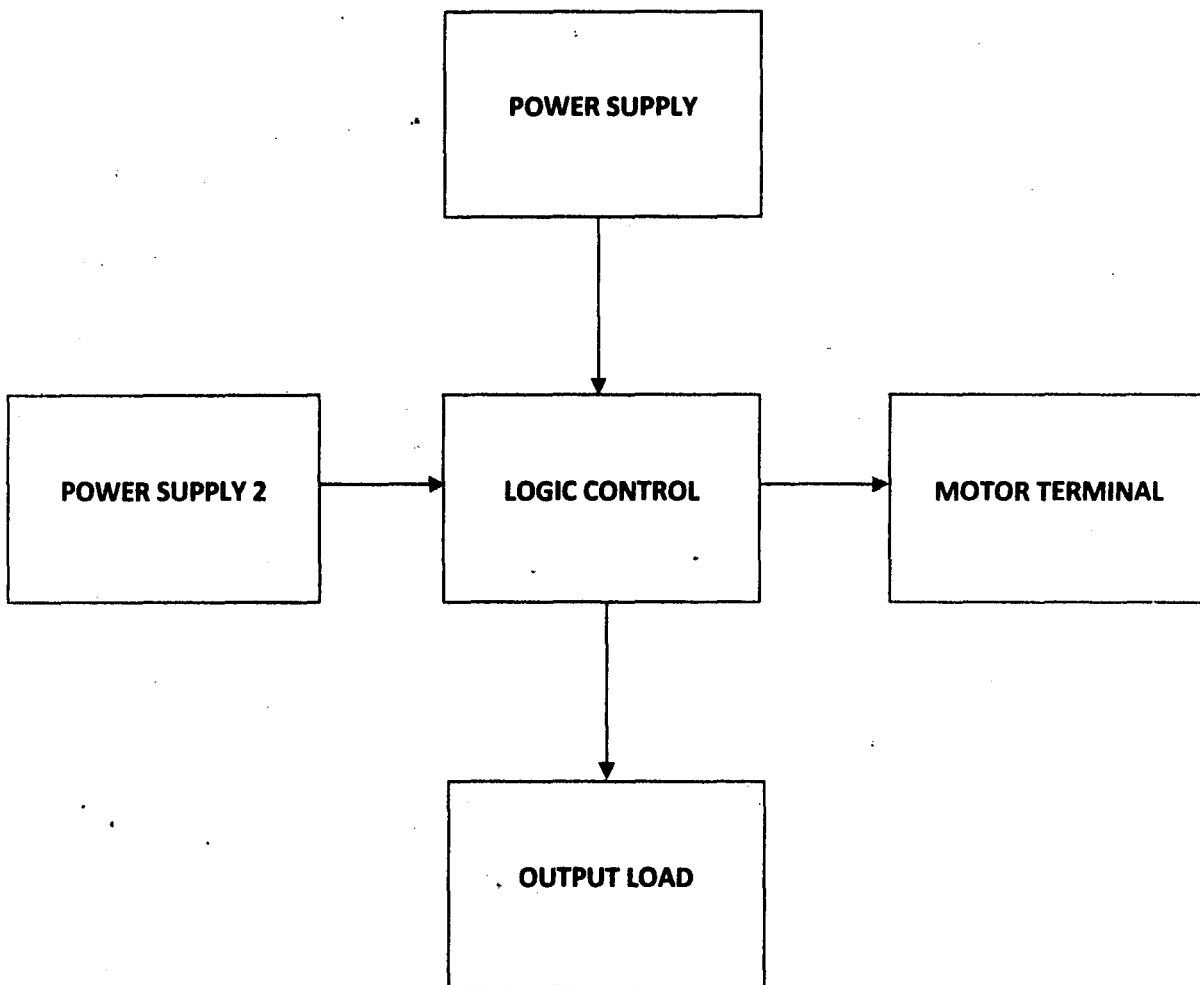 POWER SUPPLY
POWER SUPPLY 2
LOGIC CONTROL
MOTOR TERMINAL
OUTPUT LOAD